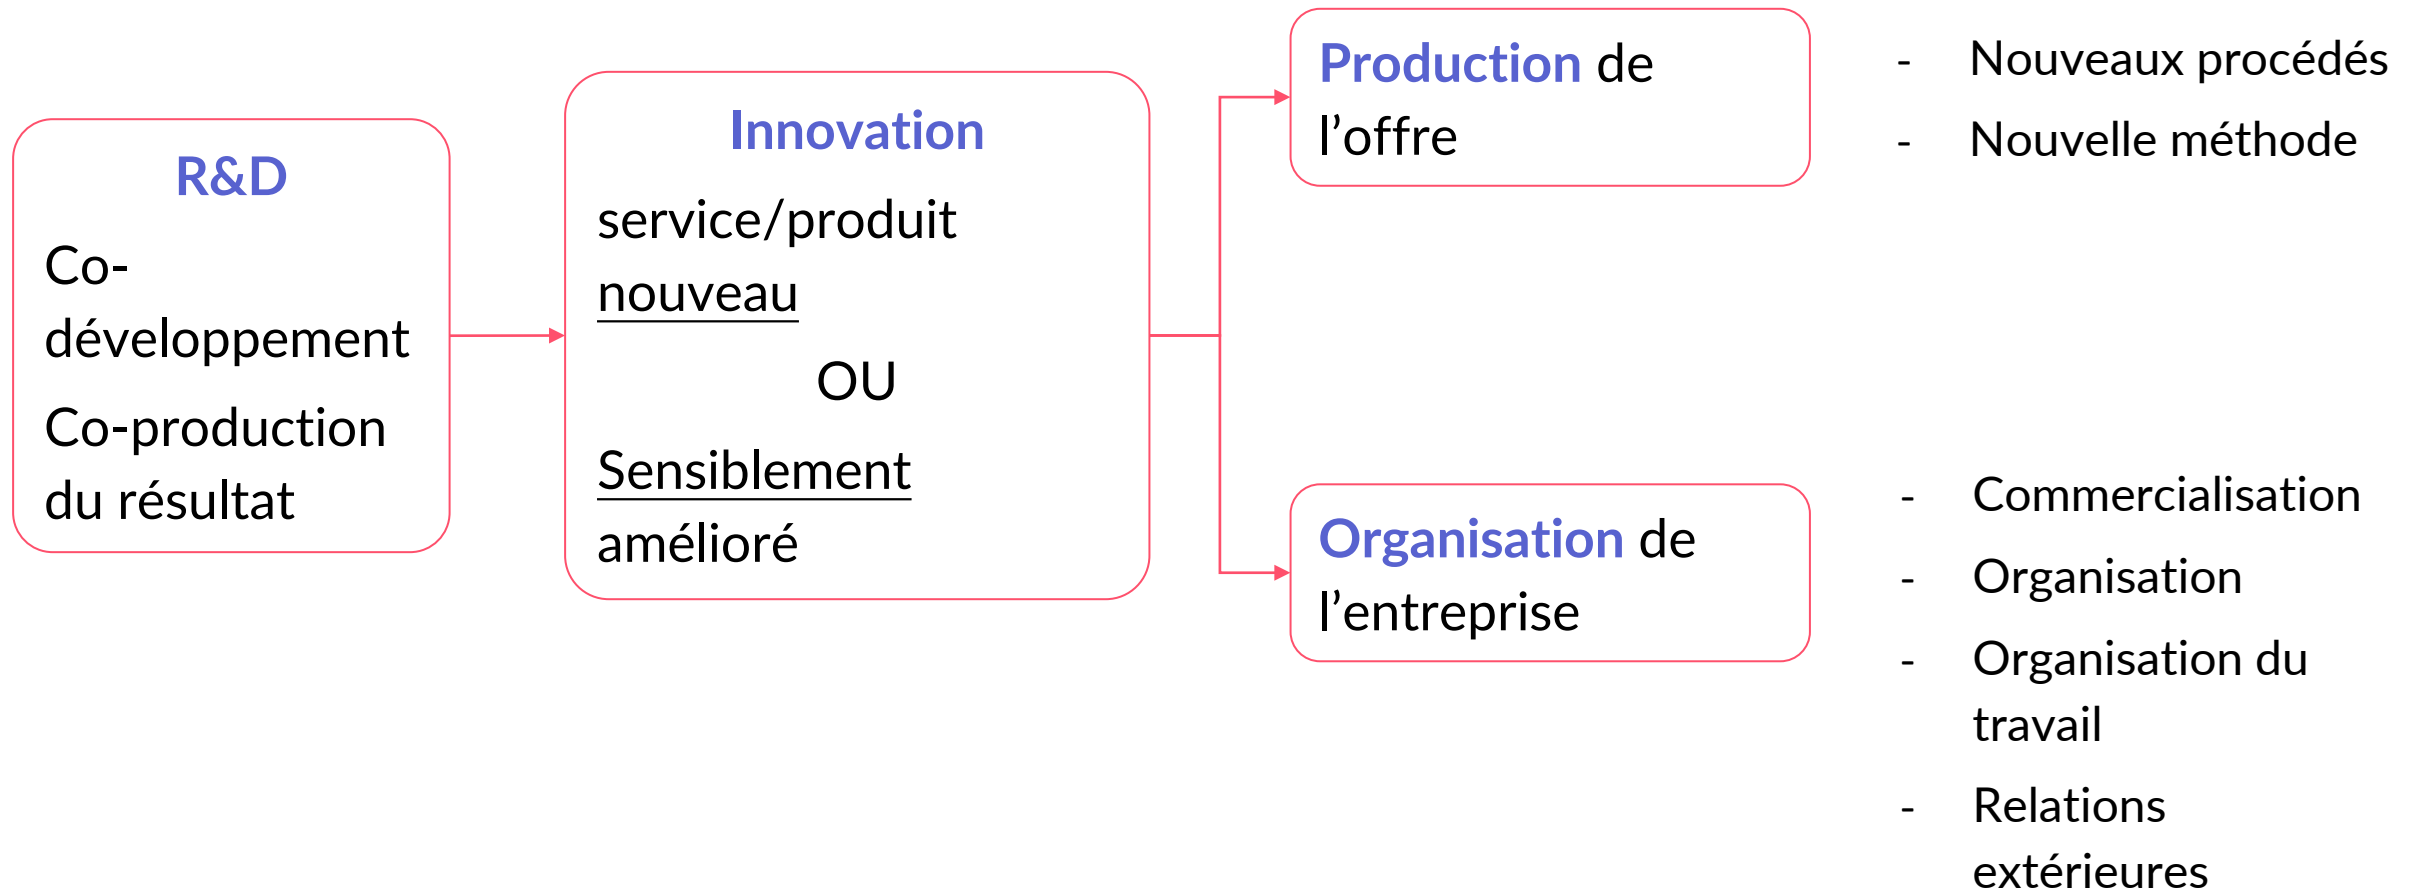 R&D
Co-
développement
Co-production
du résultat
Innovation
service/produit
nouveau
OU
Sensiblement
amélioré
Production de
l’offre
- Nouveaux procédés
- Nouvelle méthode
Organisation de
l’entreprise
- Commercialisation
- Organisation
- Organisation du
travail
- Relations
extérieures